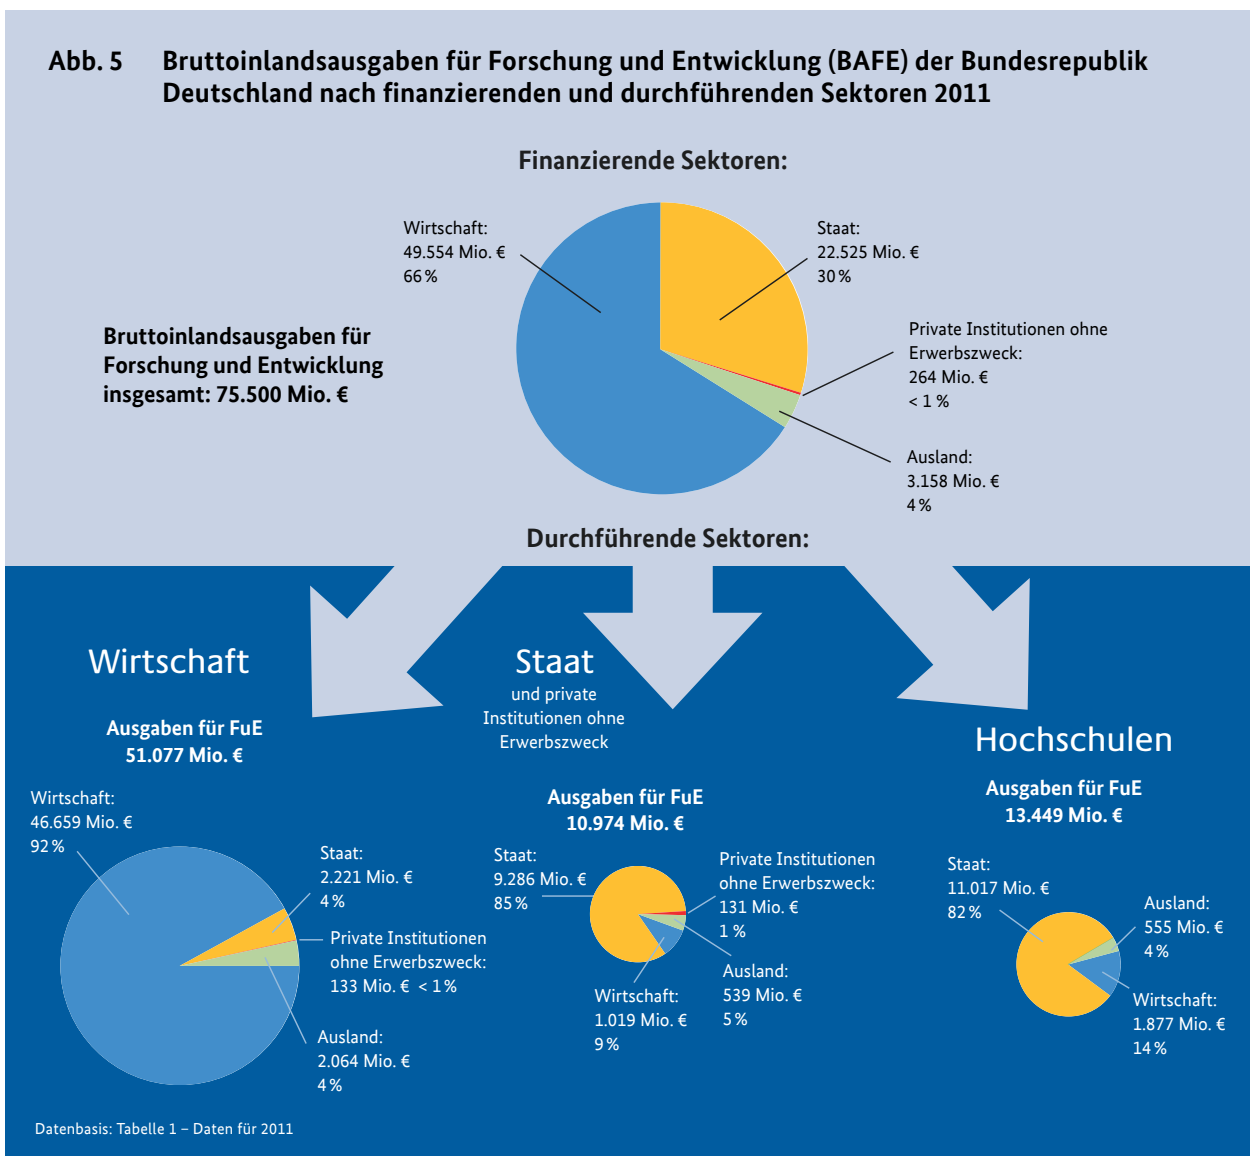 Abb. 5 Bruttoinlandsausgaben für Forschung und Entwicklung (BAFE) der Bundesrepublik
Deutschland nach finanzierenden und durchführenden Sektoren 2011
Finanzierende Sektoren:
Wirtschaft:
49.554 Mio. €
66 %
Staat:
22.525 Mio. €
30 %
Bruttoinlandsausgaben für
Forschung und Entwicklung
insgesamt: 75.500 Mio. €
Private Institutionen ohne
Erwerbszweck:
264 Mio. €
< 1 %
Ausland:
3.158 Mio. €
4 %
Durchführende Sektoren:
Wirtschaft
Ausgaben für FuE
51.077 Mio. €
Wirtschaft:
46.659 Mio. €
92 %
Staat:
2.221 Mio. €
4 %
Private Institutionen
ohne Erwerbszweck:
133 Mio. € < 1 %
Ausland:
2.064 Mio. €
4 %
Staat
und private
Institutionen ohne
Erwerbszweck
Ausgaben für FuE
10.974 Mio. €
Staat:
9.286 Mio. €
85 %
Private Institutionen
ohne Erwerbszweck:
131 Mio. €
1 %
Ausland:
539 Mio. €
5 %
Wirtschaft:
1.019 Mio. €
9 %
Hochschulen
Ausgaben für FuE
13.449 Mio. €
Staat:
11.017 Mio. €
82 %
Ausland:
555 Mio. €
4 %
Wirtschaft:
1.877 Mio. €
14 %
Datenbasis: Tabelle 1 – Daten für 2011